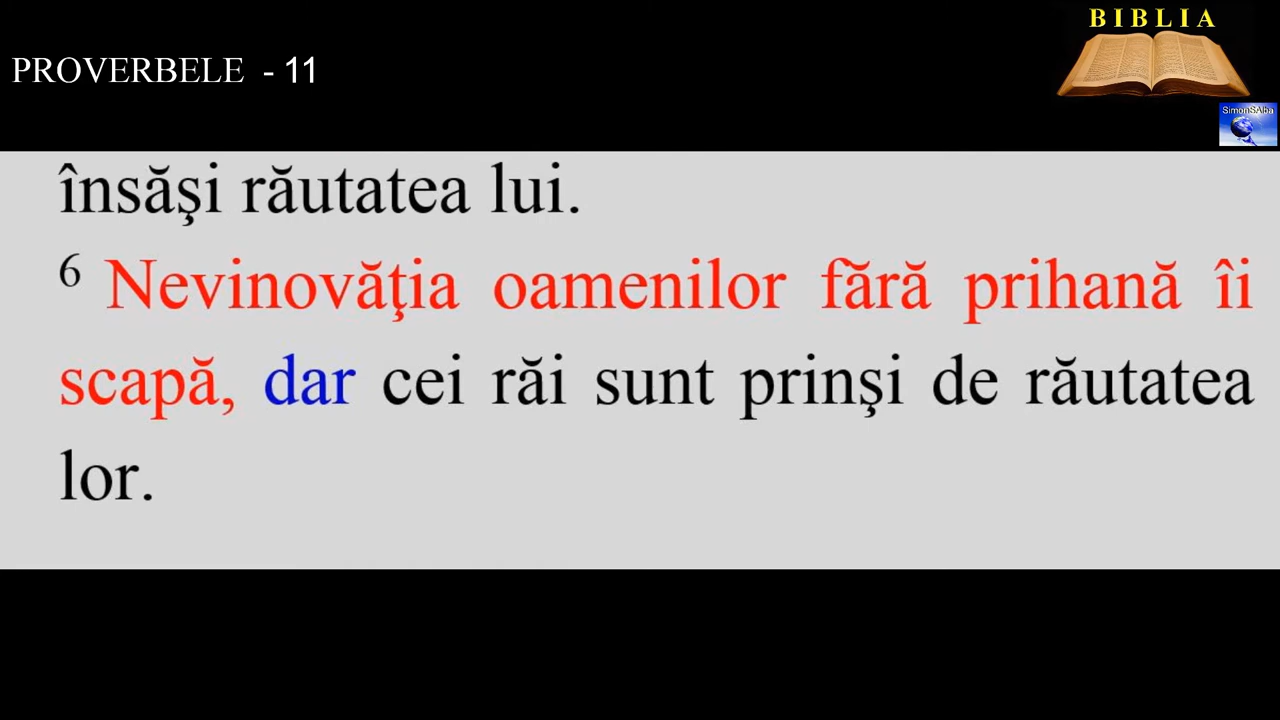 BIBLIA
PROVERBELE - 11
SimonSAlba
însăşi răutatea lui.
6 Nevinovăţia oamenilor fără prihană îi
scapă, dar cei răi sunt prinşi de răutatea
lor.